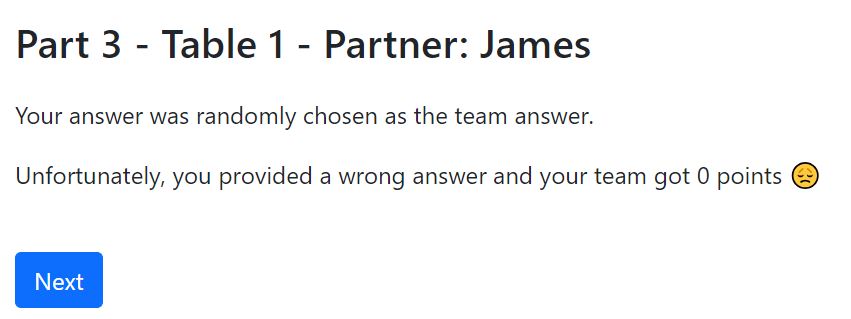 Part 3 - Table 1 - Partner: James
Your answer was randomly chosen as the team answer.
Unfortunately, you provided a wrong answer and your team got 0 points 😔
Next